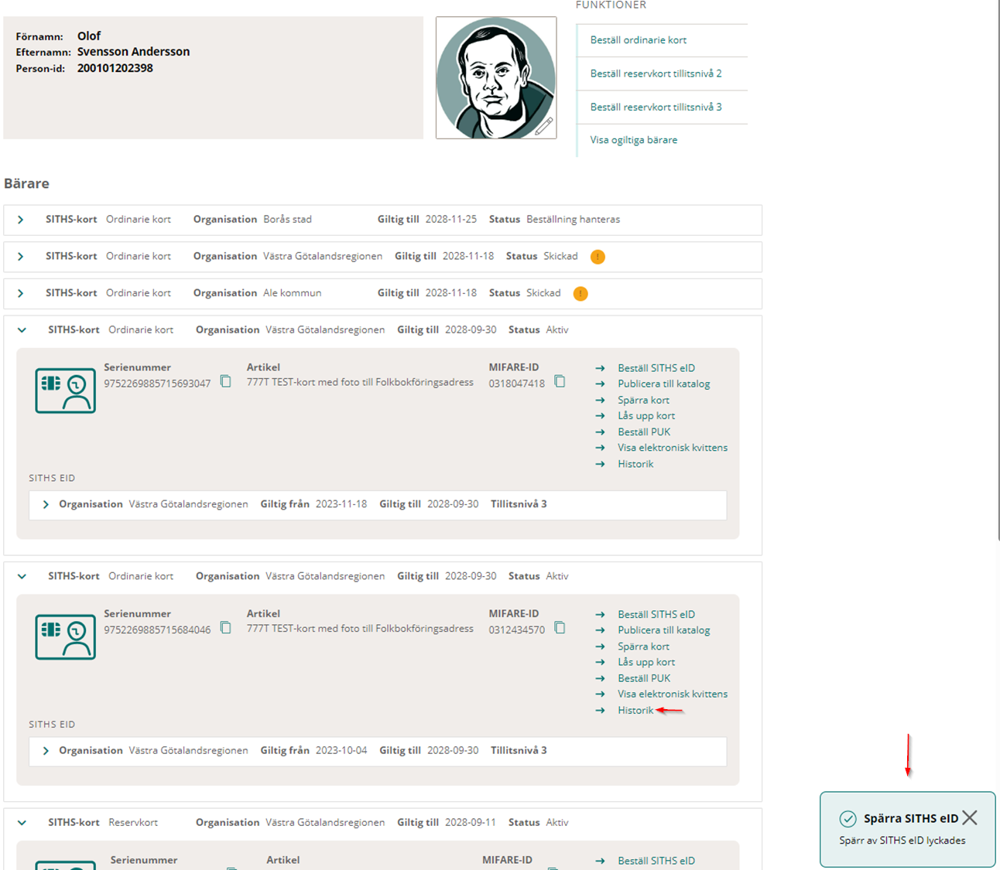 FUNKTIONER
Förnamn: Olof
Efternamn: Svensson Andersson
Person-id: 200101202398
Beställ ordinarie kort
Beställ reservkort tillitsnivå 2
Beställ reservkort tillitsnivå 3
Visa ogiltiga bärare
Bärare
SITHS-kort Ordinarie kort Organisation Borås stad Giltig till 2028-11-25 Status Beställning hanteras
SITHS-kort Ordinarie kort Organisation Västra Götalandsregionen Giltig till 2028-11-18 Status Skickad !
SITHS-kort Ordinarie kort Organisation Ale kommun Giltig till 2028-11-18 Status Skickad !
SITHS-kort Ordinarie kort Organisation Västra Götalandsregionen Giltig till 2028-09-30 Status Aktiv
Serienummer Artikel MIFARE-ID
9752269885715693047 777T TEST-kort med foto till Folkbokföringsadress 0318047418
Beställ SITHS eID
Publicera till katalog
Spärra kort
Lås upp kort
Beställ PUK
Visa elektronisk kvittens
Historik
SITHS EID
Organisation Västra Götalandsregionen Giltig från 2023-11-18 Giltig till 2028-09-30 Tillitsnivå 3
SITHS-kort Ordinarie kort Organisation Västra Götalandsregionen Giltig till 2028-09-30 Status Aktiv
Serienummer Artikel MIFARE-ID
9752269885715684046 777T TEST-kort med foto till Folkbokföringsadress 0312434570
Beställ SITHS eID
Publicera till katalog
Spärra kort
Lås upp kort
Beställ PUK
Visa elektronisk kvittens
Historik
SITHS EID
Organisation Västra Götalandsregionen Giltig från 2023-10-04 Giltig till 2028-09-30 Tillitsnivå 3
SITHS-kort Reservkort Organisation Västra Götalandsregionen Giltig till 2028-09-11 Status Aktiv
Serienummer Artikel MIFARE-ID
Beställ SITHS eID
Spärra SITHS eID
Spärr av SITHS eID lyckades